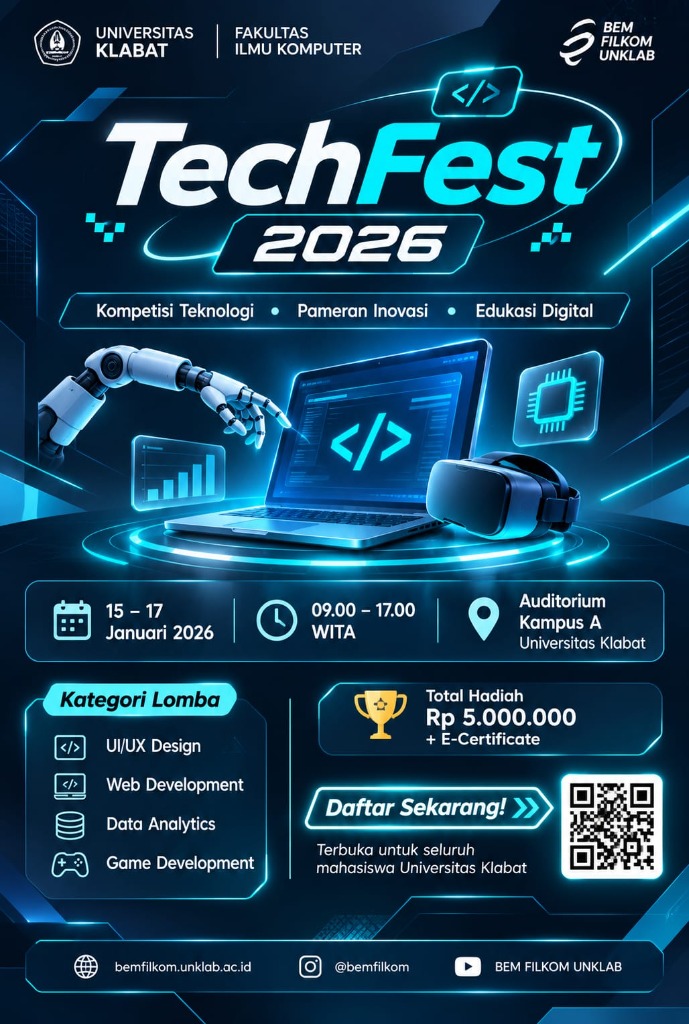 UNIVERSITAS
KLABAT
FAKULTAS
ILMU KOMPUTER
BEM
FILKOM
UNKLAB
</>
TechFest
2026
Kompetisi Teknologi • Pameran Inovasi • Edukasi Digital
</>
15 – 17
Januari 2026
09.00 – 17.00
WITA
Auditorium
Kampus A
Universitas Klabat
Kategori Lomba
</> UI/UX Design
</> Web Development
Data Analytics
Game Development
Total Hadiah
Rp 5.000.000
+ E-Certificate
Daftar Sekarang!
Terbuka untuk seluruh
mahasiswa Universitas Klabat
bemfilkom.unklab.ac.id
@bemfilkom
BEM FILKOM UNKLAB